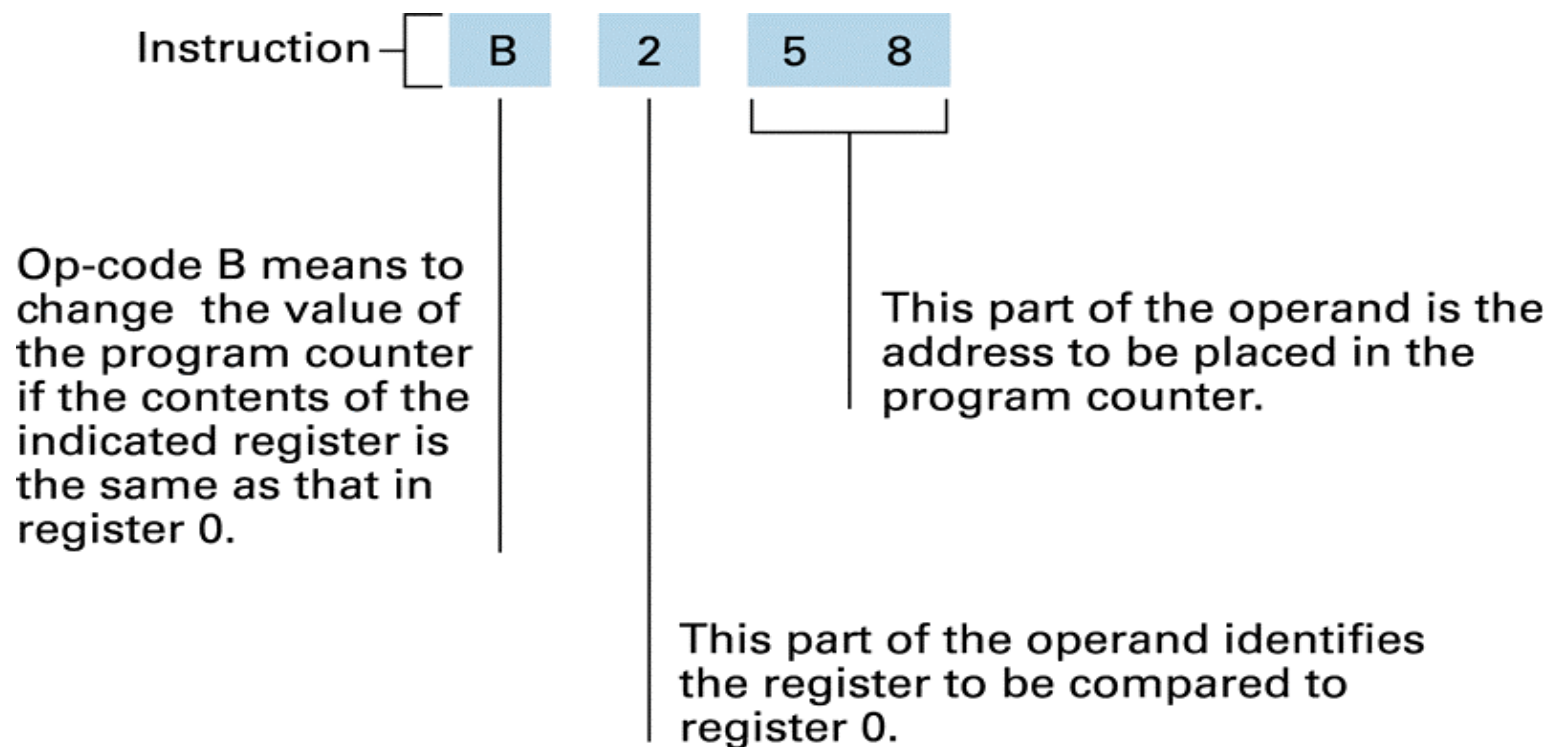 Instruction B 2 5 8
Op-code B means to
change the value of
the program counter
if the contents of the
indicated register is
the same as that in
register 0.
This part of the operand is the
address to be placed in the
program counter.
This part of the operand identifies
the register to be compared to
register 0.